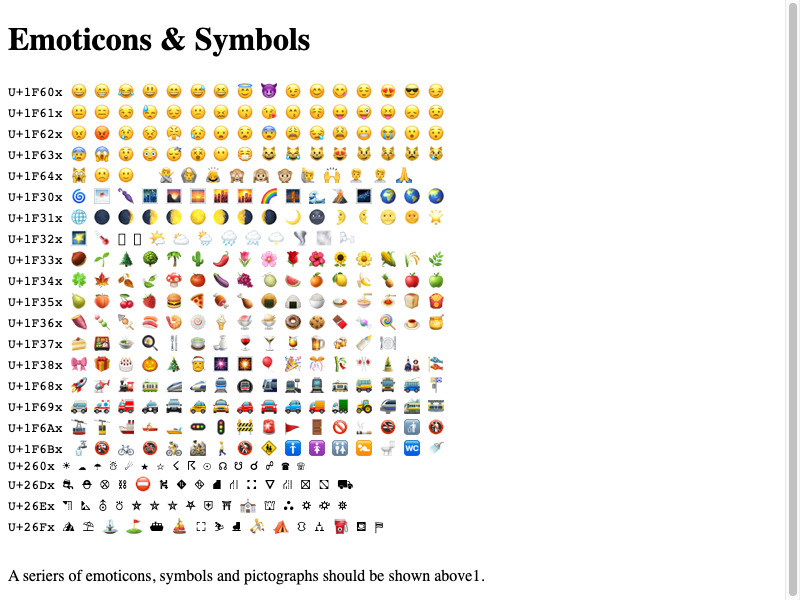 Emoticons & Symbols
U+1F60x 😀 😁 😂 😃 😄 😅 😆 😇 😈 😉 😊 😋 😌 😍 😎 😏
U+1F61x 😐 😑 😒 😓 😔 😕 😖 😗 😘 😙 😚 😛 😜 😝 😞 😟
U+1F62x 😠 😡 😢 😣 😤 😥 😦 😧 😨 😩 😪 😫 😬 😭 😮 😯
U+1F63x 😰 😱 😲 😳 😴 😵 😶 😷 😸 😹 😺 😻 😼 😽 😾 😿
U+1F64x 🙀 🙁 🙂 🙅 🙆 🙇 🙈 🙉 🙊 🙋 🙌 🙍 🙎 🙏
U+1F30x 🌀 🌁 🌂 🌃 🌄 🌅 🌆 🌇 🌈 🌉 🌊 🌋 🌌 🌍 🌎 🌏
U+1F31x 🌐 🌑 🌒 🌓 🌔 🌕 🌖 🌗 🌘 🌙 🌚 🌛 🌜 🌝 🌞 🌟
U+1F32x 🌠 🌡 🌤 🌥 🌦 🌧 🌨 🌩 🌪 🌫 🌬
U+1F33x 🌰 🌱 🌲 🌳 🌴 🌵 🌶 🌷 🌸 🌹 🌺 🌻 🌼 🌽 🌾 🌿
U+1F34x 🍀 🍁 🍂 🍃 🍄 🍅 🍆 🍇 🍈 🍉 🍊 🍋 🍌 🍍 🍎 🍏
U+1F35x 🍐 🍑 🍒 🍓 🍔 🍕 🍖 🍗 🍘 🍙 🍚 🍛 🍜 🍝 🍞 🍟
U+1F36x 🍠 🍡 🍢 🍣 🍤 🍥 🍦 🍧 🍨 🍩 🍪 🍫 🍬 🍭 🍮 🍯
U+1F37x 🍰 🍱 🍲 🍳 🍴 🍵 🍶 🍷 🍸 🍹 🍺 🍻 🍼 🍽
U+1F38x 🎀 🎁 🎂 🎃 🎄 🎅 🎆 🎇 🎈 🎉 🎊 🎋 🎌 🎍 🎎 🎏
U+1F68x 🚀 🚁 🚂 🚃 🚄 🚅 🚆 🚇 🚈 🚉 🚊 🚋 🚌 🚍 🚎 🚏
U+1F69x 🚐 🚑 🚒 🚓 🚔 🚕 🚖 🚗 🚘 🚙 🚚 🚛 🚜 🚝 🚞 🚟
U+1F6Ax 🚠 🚡 🚢 🚣 🚤 🚥 🚦 🚧 🚨 🚩 🚪 🚫 🚬 🚭 🚮 🚯
U+1F6Bx 🚰 🚱 🚲 🚳 🚴 🚵 🚶 🚷 🚸 🚹 🚺 🚻 🚼 🚽 🚾 🚿
U+260x ☀ ☁ ☂ ☃ ☄ ★ ☆ ☇ ☈ ☉ ☊ ☋ ☌ ☍ ☎ ☏
U+26Dx ⛐ ⛑ ⛒ ⛓ ⛔ ⛕ ⛖ ⛗ ⛘ ⛙ ⛚ ⛛ ⛜ ⛝ ⛞ ⛟
U+26Ex ⛠ ⛡ ⛢ ⛣ ⛤ ⛥ ⛦ ⛧ ⛨ ⛩ ⛪ ⛫ ⛬ ⛭ ⛮ ⛯
U+26Fx ⛰ ⛱ ⛲ ⛳ ⛴ ⛵ ⛶ ⛷ ⛸ ⛹ ⛺ ⛻ ⛼ ⛽ ⛾ ⛿
A seriers of emoticons, symbols and pictographs should be shown above1.